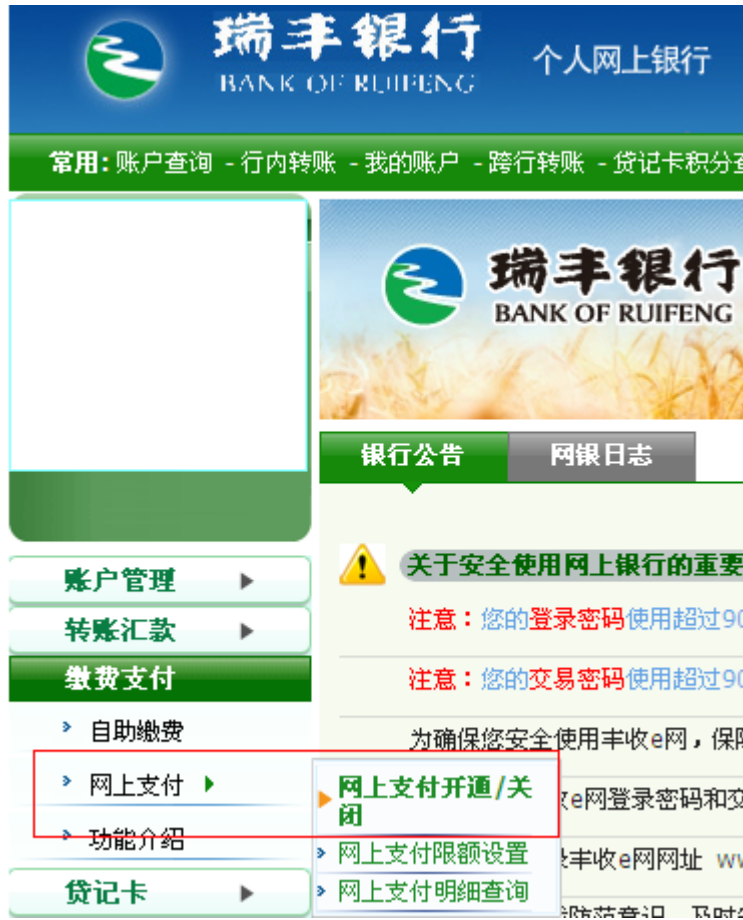 瑞丰银行
BANK OF RUIFENG
个人网上银行
常用: 账户查询 - 行内转账 - 我的账户 - 跨行转账 - 贷记卡积分查
瑞丰银行
BANK OF RUIFENG
银行公告 网银日志
账户管理
转账汇款
缴费支付
自助缴费
网上支付
功能介绍
贷记卡
关于安全使用网上银行的重要
注意：您的登录密码使用超过90
注意：您的交易密码使用超过90
为确保您安全使用丰收e网，保障
网上支付开通/关
闭
网上支付限额设置
网上支付明细查询
e网登录密码和交
丰收e网网址 ww
防范意识，及时